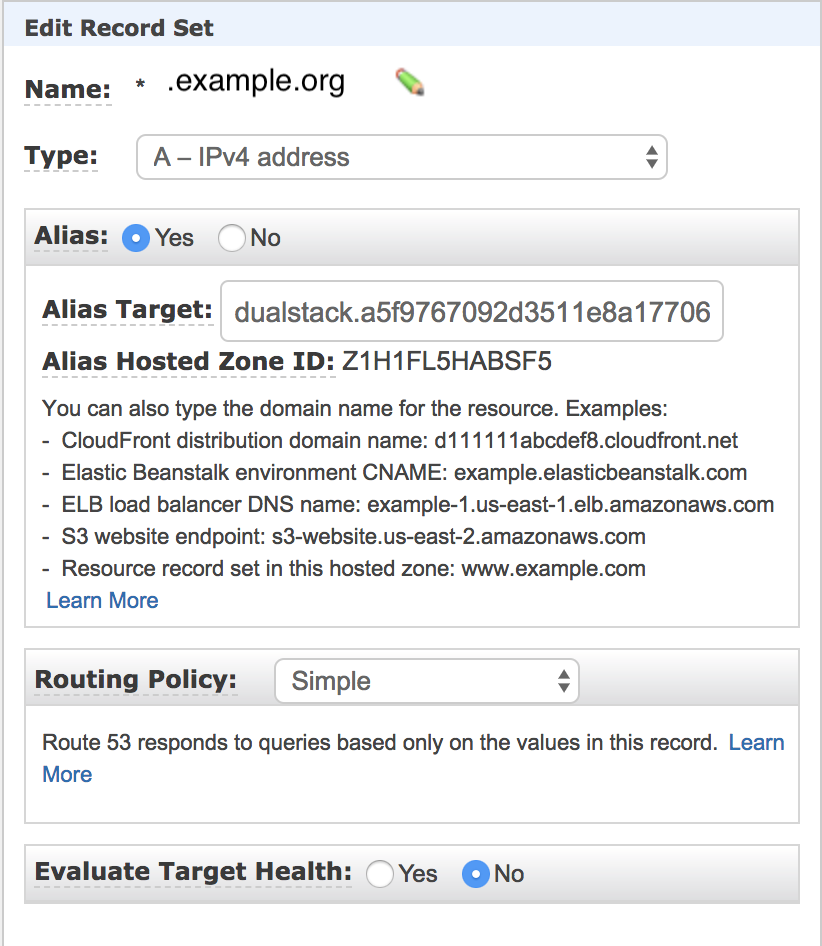 Edit Record Set
Name: * .example.org
Type: A – IPv4 address
Alias: Yes No
Alias Target: dualstack.a5f9767092d3511e8a17706
Alias Hosted Zone ID: Z1H1FL5HABSF5
You can also type the domain name for the resource. Examples:
- CloudFront distribution domain name: d111111abcdef8.cloudfront.net
- Elastic Beanstalk environment CNAME: example.elasticbeanstalk.com
- ELB load balancer DNS name: example-1.us-east-1.elb.amazonaws.com
- S3 website endpoint: s3-website.us-east-2.amazonaws.com
- Resource record set in this hosted zone: www.example.com
Learn More
Routing Policy: Simple
Route 53 responds to queries based only on the values in this record. Learn
More
Evaluate Target Health: Yes No